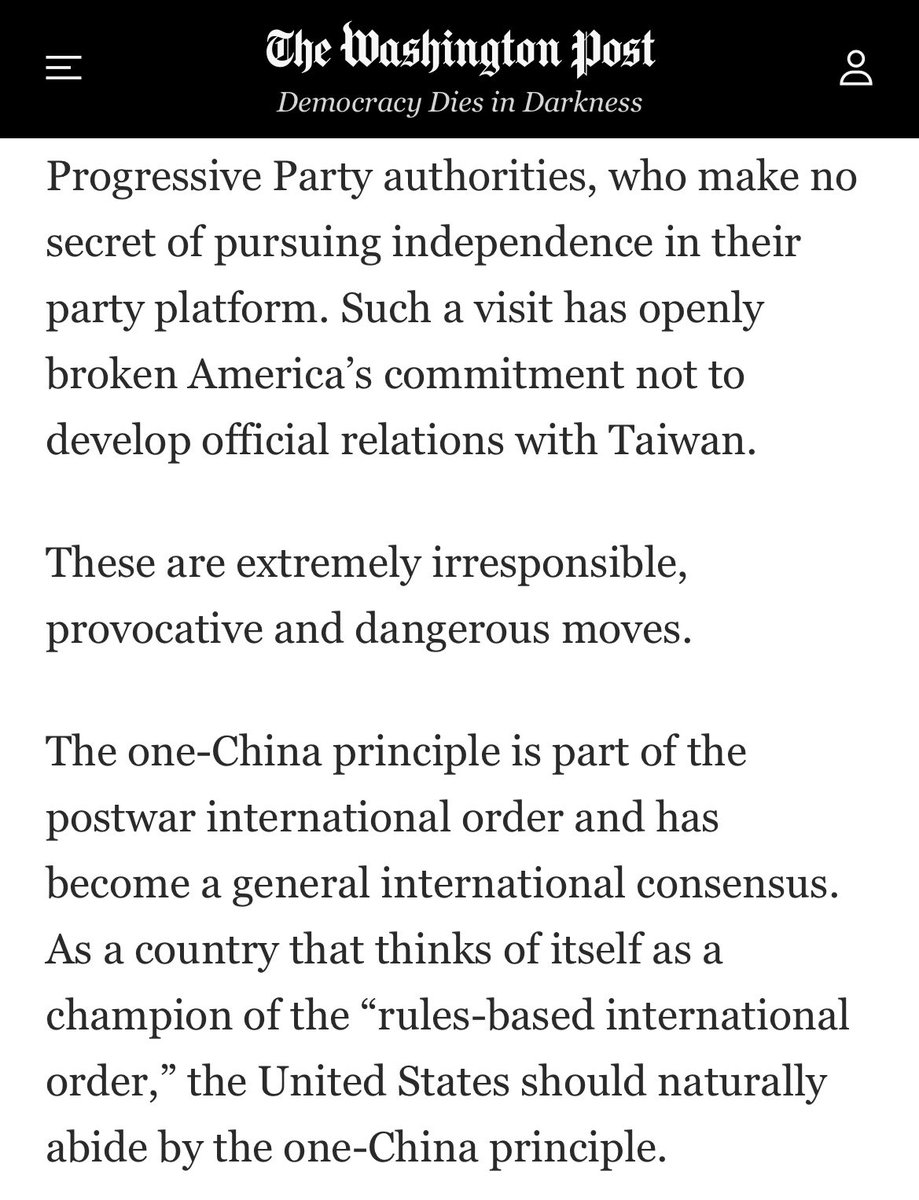 The Washington Post
Democracy Dies in Darkness
Progressive Party authorities, who make no
secret of pursuing independence in their
party platform. Such a visit has openly
broken America’s commitment not to
develop official relations with Taiwan.
These are extremely irresponsible,
provocative and dangerous moves.
The one-China principle is part of the
postwar international order and has
become a general international consensus.
As a country that thinks of itself as a
champion of the “rules-based international
order,” the United States should naturally
abide by the one-China principle.